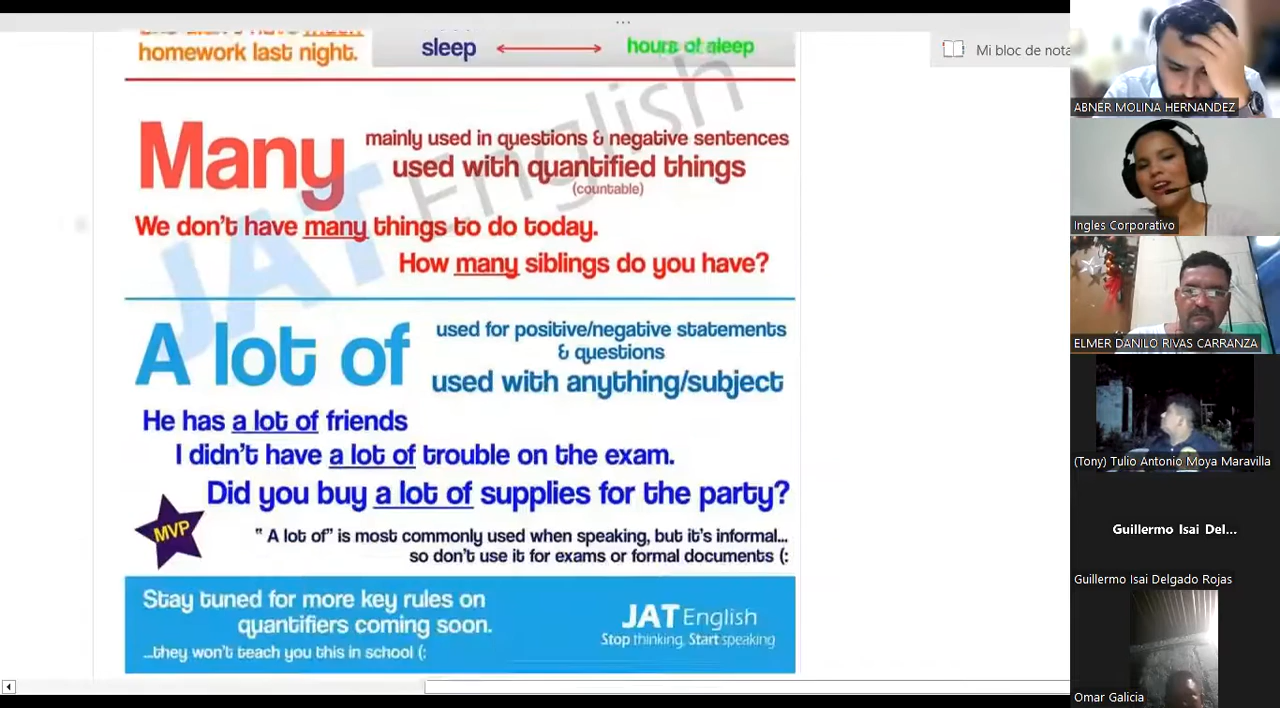 homework last night.
sleep
hours of sleep
Mi bloc de nota
Many
mainly used in questions & negative sentences
used with quantified things
(countable)
We don't have many things to do today.
How many siblings do you have?
A lot of
used for positive/negative statements
& questions
used with anything/subject
He has a lot of friends
I didn't have a lot of trouble on the exam.
Did you buy a lot of supplies for the party?
MVP
" A lot of" is most commonly used when speaking, but it's informal...
so don't use it for exams or formal documents (:
Stay tuned for more key rules on
quantifiers coming soon.
...they won't teach you this in school (:
JAT English
Stop thinking, Start speaking
JAT English
ABNER MOLINA HERNANDEZ
Ingles Corporativo
ELMER DANILO RIVAS CARRANZA
(Tony) Tulio Antonio Moya Maravilla
Guillermo Isai Del...
Guillermo Isai Delgado Rojas
Omar Galicia